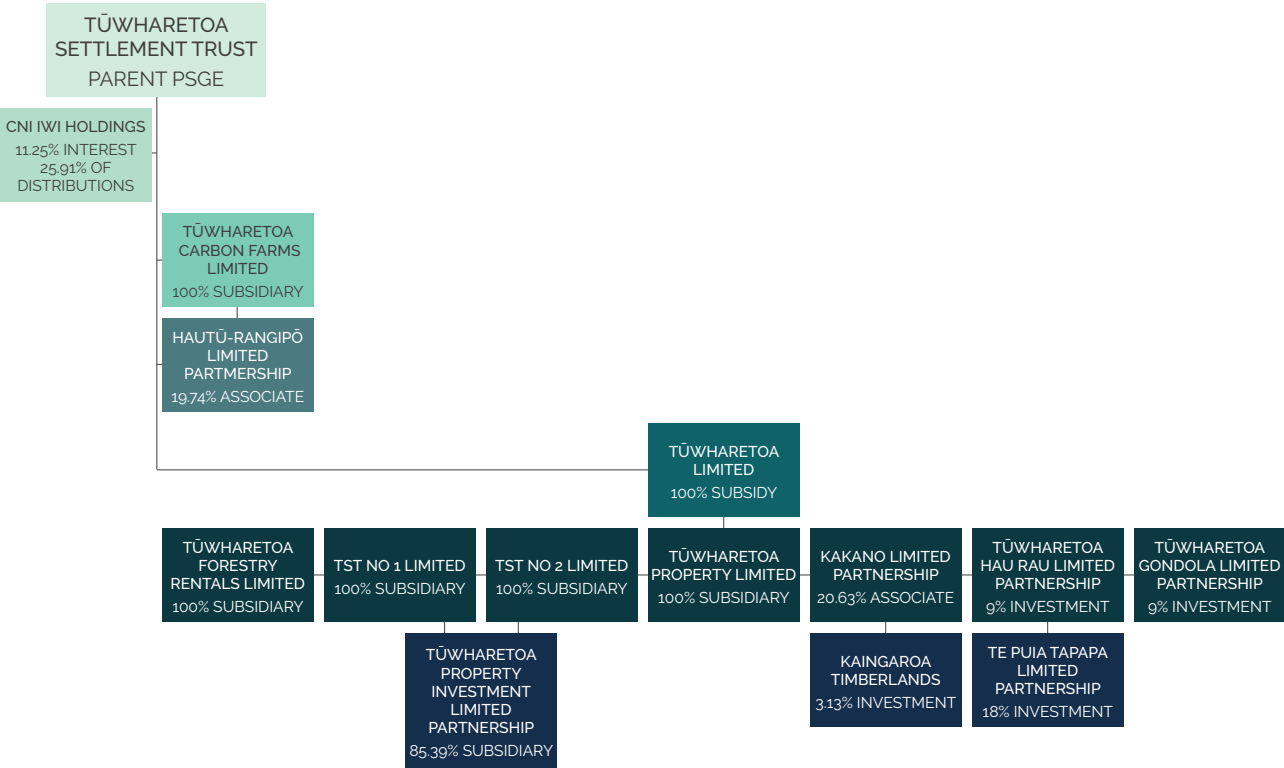 TŪWHARETOA
SETTLEMENT TRUST
PARENT PSGE
CNI IWI HOLDINGS
11.25% INTEREST
25.91% OF
DISTRIBUTIONS
TŪWHARETOA
CARBON FARMS
LIMITED
100% SUBSIDIARY
HAUTŪ-RANGIPŌ
LIMITED
PARTMERSHIP
19.74% ASSOCIATE
TŪWHARETOA
LIMITED
100% SUBSIDY
TŪWHARETOA
FORESTRY
RENTALS LIMITED
100% SUBSIDIARY
TST NO 1 LIMITED
100% SUBSIDIARY
TST NO 2 LIMITED
100% SUBSIDIARY
TŪWHARETOA
PROPERTY LIMITED
100% SUBSIDIARY
KAKANO LIMITED
PARTNERSHIP
20.63% ASSOCIATE
TŪWHARETOA
HAU RAU LIMITED
PARTNERSHIP
9% INVESTMENT
TŪWHARETOA
GONDOLA LIMITED
PARTNERSHIP
9% INVESTMENT
TŪWHARETOA
PROPERTY
INVESTMENT
LIMITED
PARTNERSHIP
85.39% SUBSIDIARY
KAINGAROA
TIMBERLANDS
3.13% INVESTMENT
TE PUIA TAPAPA
LIMITED
PARTNERSHIP
18% INVESTMENT